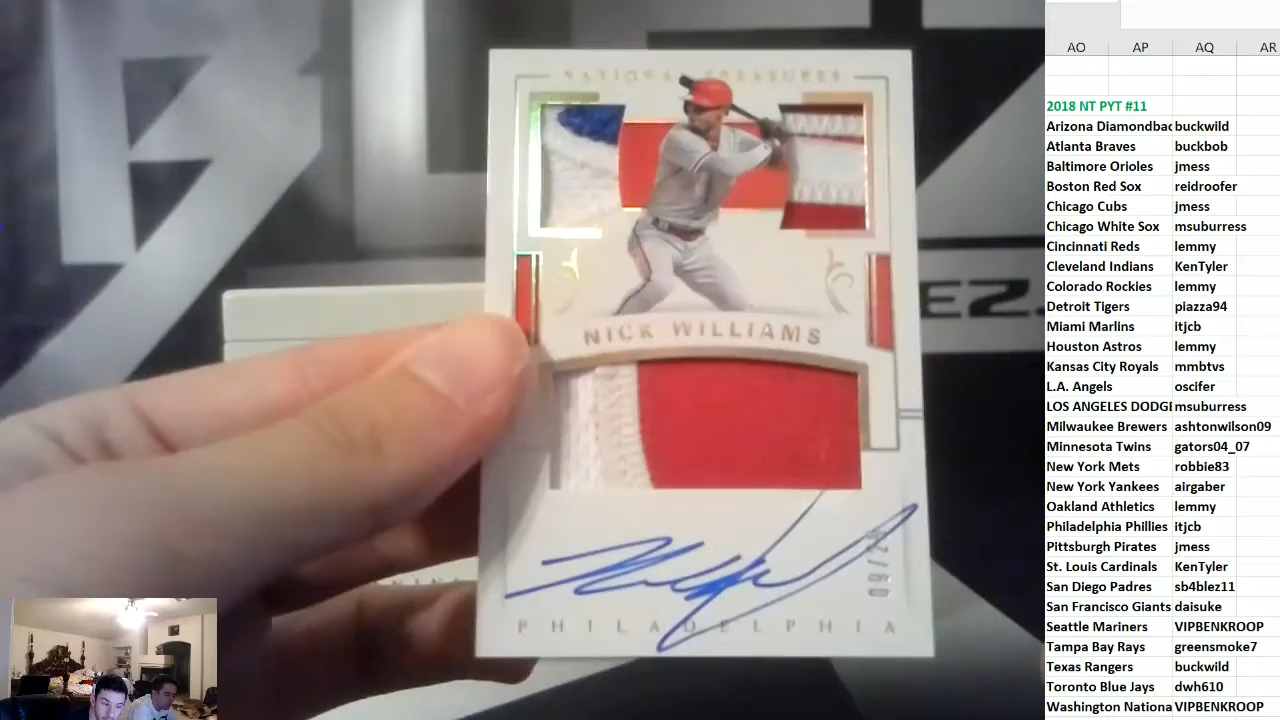 NATIONAL TREASURES
NICK WILLIAMS
PHILADELPHIA
EZ.
AO AP AQ AR
2018 NT PYT #11
Arizona Diamondbac buckwild
Atlanta Braves buckbob
Baltimore Orioles jmess
Boston Red Sox reidroofer
Chicago Cubs jmess
Chicago White Sox msuburress
Cincinnati Reds lemmy
Cleveland Indians KenTyler
Colorado Rockies lemmy
Detroit Tigers piazza94
Miami Marlins itjcb
Houston Astros lemmy
Kansas City Royals mmbtvs
L.A. Angels oscifer
LOS ANGELES DODGE msuburress
Milwaukee Brewers ashtonwilson09
Minnesota Twins gators04_07
New York Mets robbie83
New York Yankees airgaber
Oakland Athletics lemmy
Philadelphia Phillies itjcb
Pittsburgh Pirates jmess
St. Louis Cardinals KenTyler
San Diego Padres sb4blez11
San Francisco Giants daisuke
Seattle Mariners VIPBENKROOP
Tampa Bay Rays greensmoke7
Texas Rangers buckwild
Toronto Blue Jays dwh610
Washington Nationa VIPBENKROOP